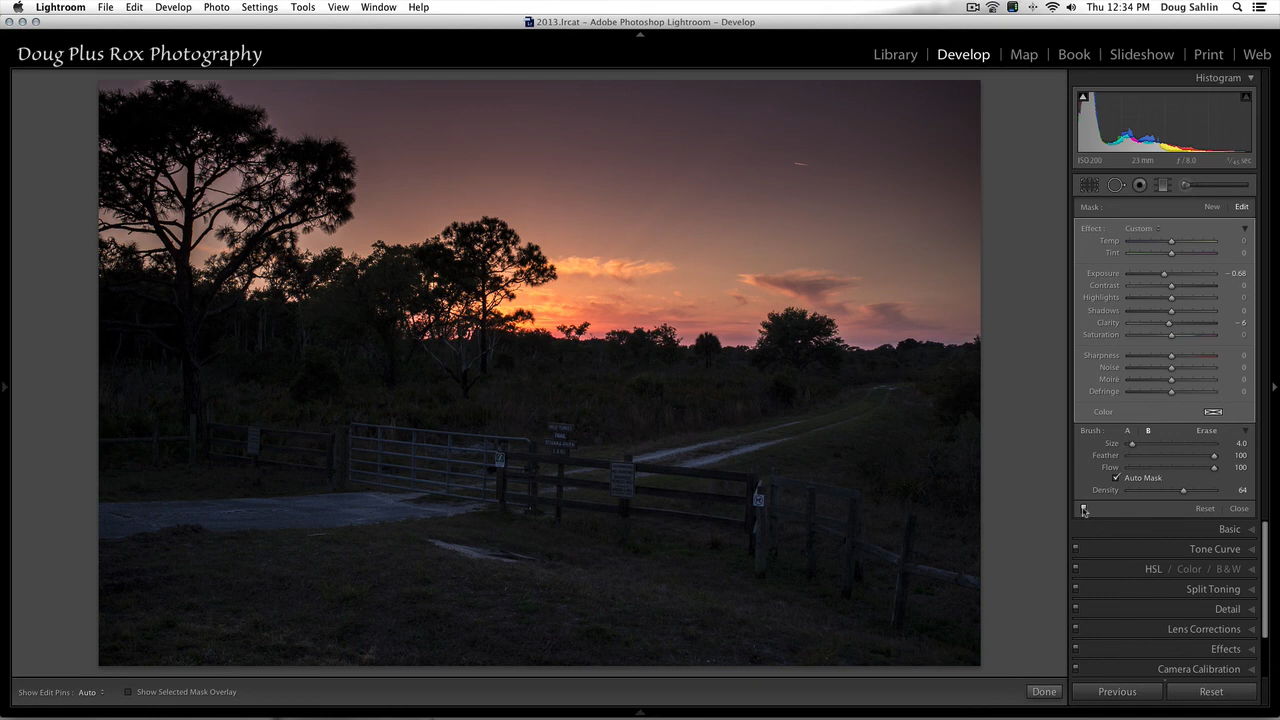 Lightroom File Edit Develop Photo Settings Tools View Window Help Thu 12:34 PM Doug Sahlin
2013.lrcat – Adobe Photoshop Lightroom – Develop
Doug Plus Rox Photography
Library | Develop | Map | Book | Slideshow | Print | Web
Histogram
ISO 200 23 mm ƒ / 8.0
Mask : New Edit
Effect : Custom
Temp 0
Tint 0
Exposure – 0.68
Contrast 0
Highlights 0
Shadows 0
Clarity – 6
Saturation 0
Sharpness 0
Noise 0
Moiré 0
Defringe 0
Color
Brush : A B Erase
Size 4.0
Feather 100
Flow 100
Auto Mask
Density 64
Reset Close
Basic
Tone Curve
HSL / Color / B & W
Split Toning
Detail
Lens Corrections
Effects
Camera Calibration
Show Edit Pins : Auto Show Selected Mask Overlay Done Previous Reset